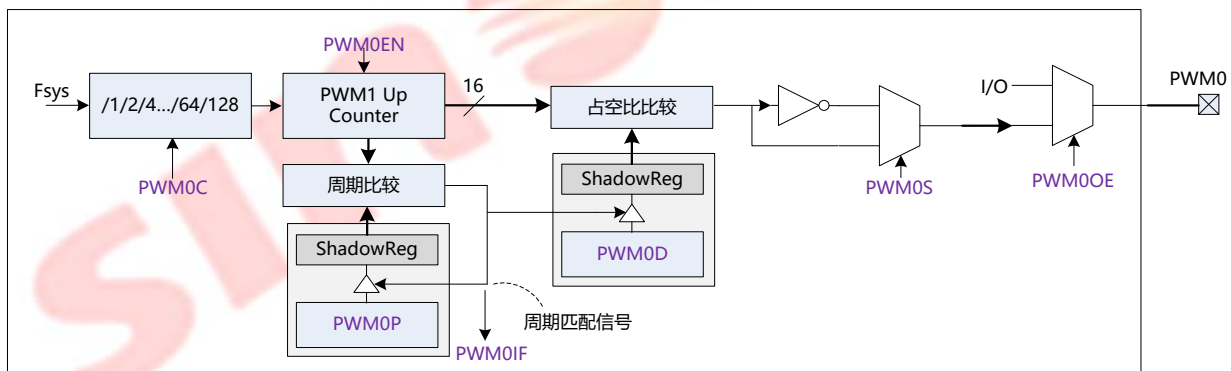 PWM0EN
Fsys
/1/2/4.../64/128
PWM1 Up
Counter
16
占空比比较
I/O
PWM0
PWM0C
周期比较
ShadowReg
PWM0S
PWM0OE
ShadowReg
PWM0D
PWM0P
周期匹配信号
PWM0IF